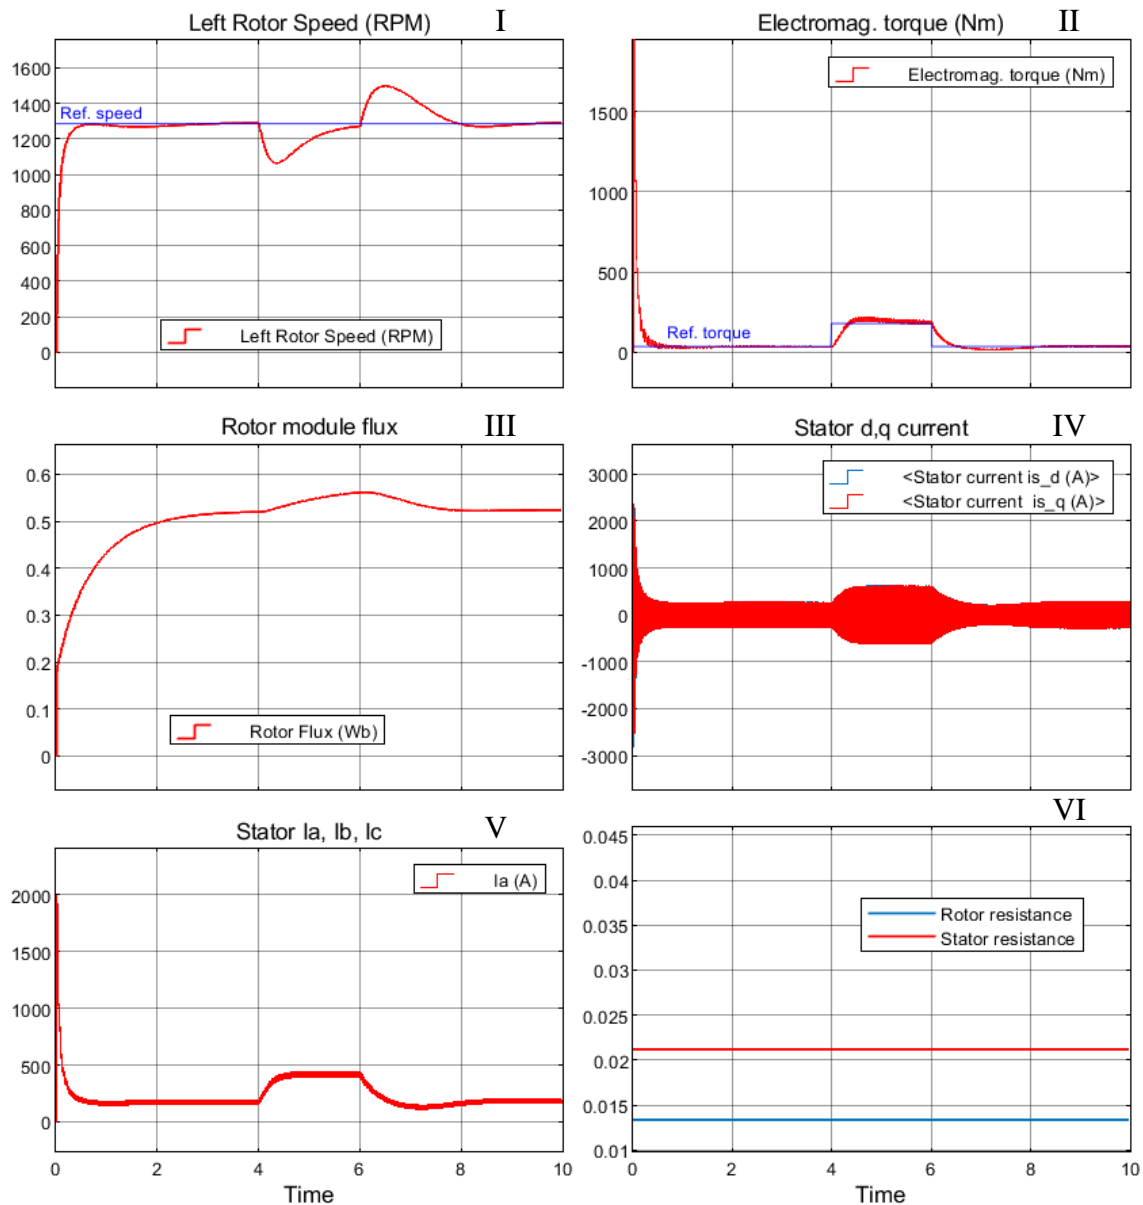 Left Rotor Speed (RPM) I
1600
1400
1200
1000
800
600
400
200
0
Ref. speed
Left Rotor Speed (RPM)
Electromag. torque (Nm) II
1500
1000
500
0
Electromag. torque (Nm)
Ref. torque
Rotor module flux III
0.6
0.5
0.4
0.3
0.2
0.1
0
Rotor Flux (Wb)
Stator d,q current IV
3000
2000
1000
0
-1000
-2000
-3000
<Stator current is_d (A)>
<Stator current is_q (A)>
Stator Ia, Ib, Ic V
2000
1500
1000
500
0
Ia (A)
0 2 4 6 8 10
Time
VI
0.045
0.04
0.035
0.03
0.025
0.02
0.015
0.01
Rotor resistance
Stator resistance
0 2 4 6 8 10
Time